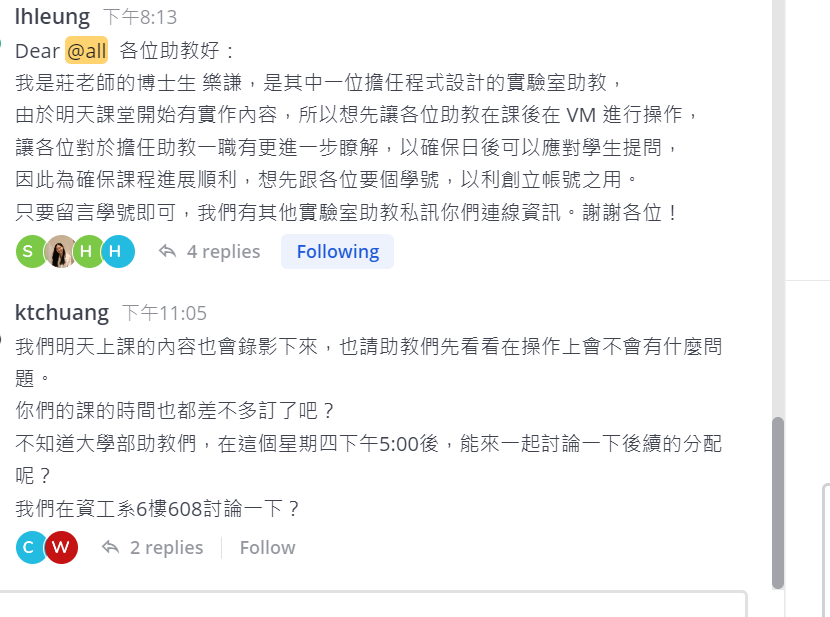 lhleung 下午8:13
Dear @all 各位助教好：
我是莊老師的博士生 樂謙，是其中一位擔任程式設計的實驗室助教，
由於明天課堂開始有實作內容，所以想先讓各位助教在課後在 VM 進行操作，
讓各位對於擔任助教一職有更進一步瞭解，以確保日後可以應對學生提問，
因此為確保課程進展順利，想先跟各位要個學號，以利創立帳號之用。
只要留言學號即可，我們有其他實驗室助教私訊你們連線資訊。謝謝各位！
S H H 4 replies Following
ktchuang 下午11:05
我們明天上課的內容也會錄影下來，也請助教們先看看在操作上會不會有什麼問
題。
你們的課的時間也都差不多訂了吧？
不知道大學部助教們，在這個星期四下午5:00後，能來一起討論一下後續的分配
呢？
我們在資工系6樓608討論一下？
C W 2 replies Follow